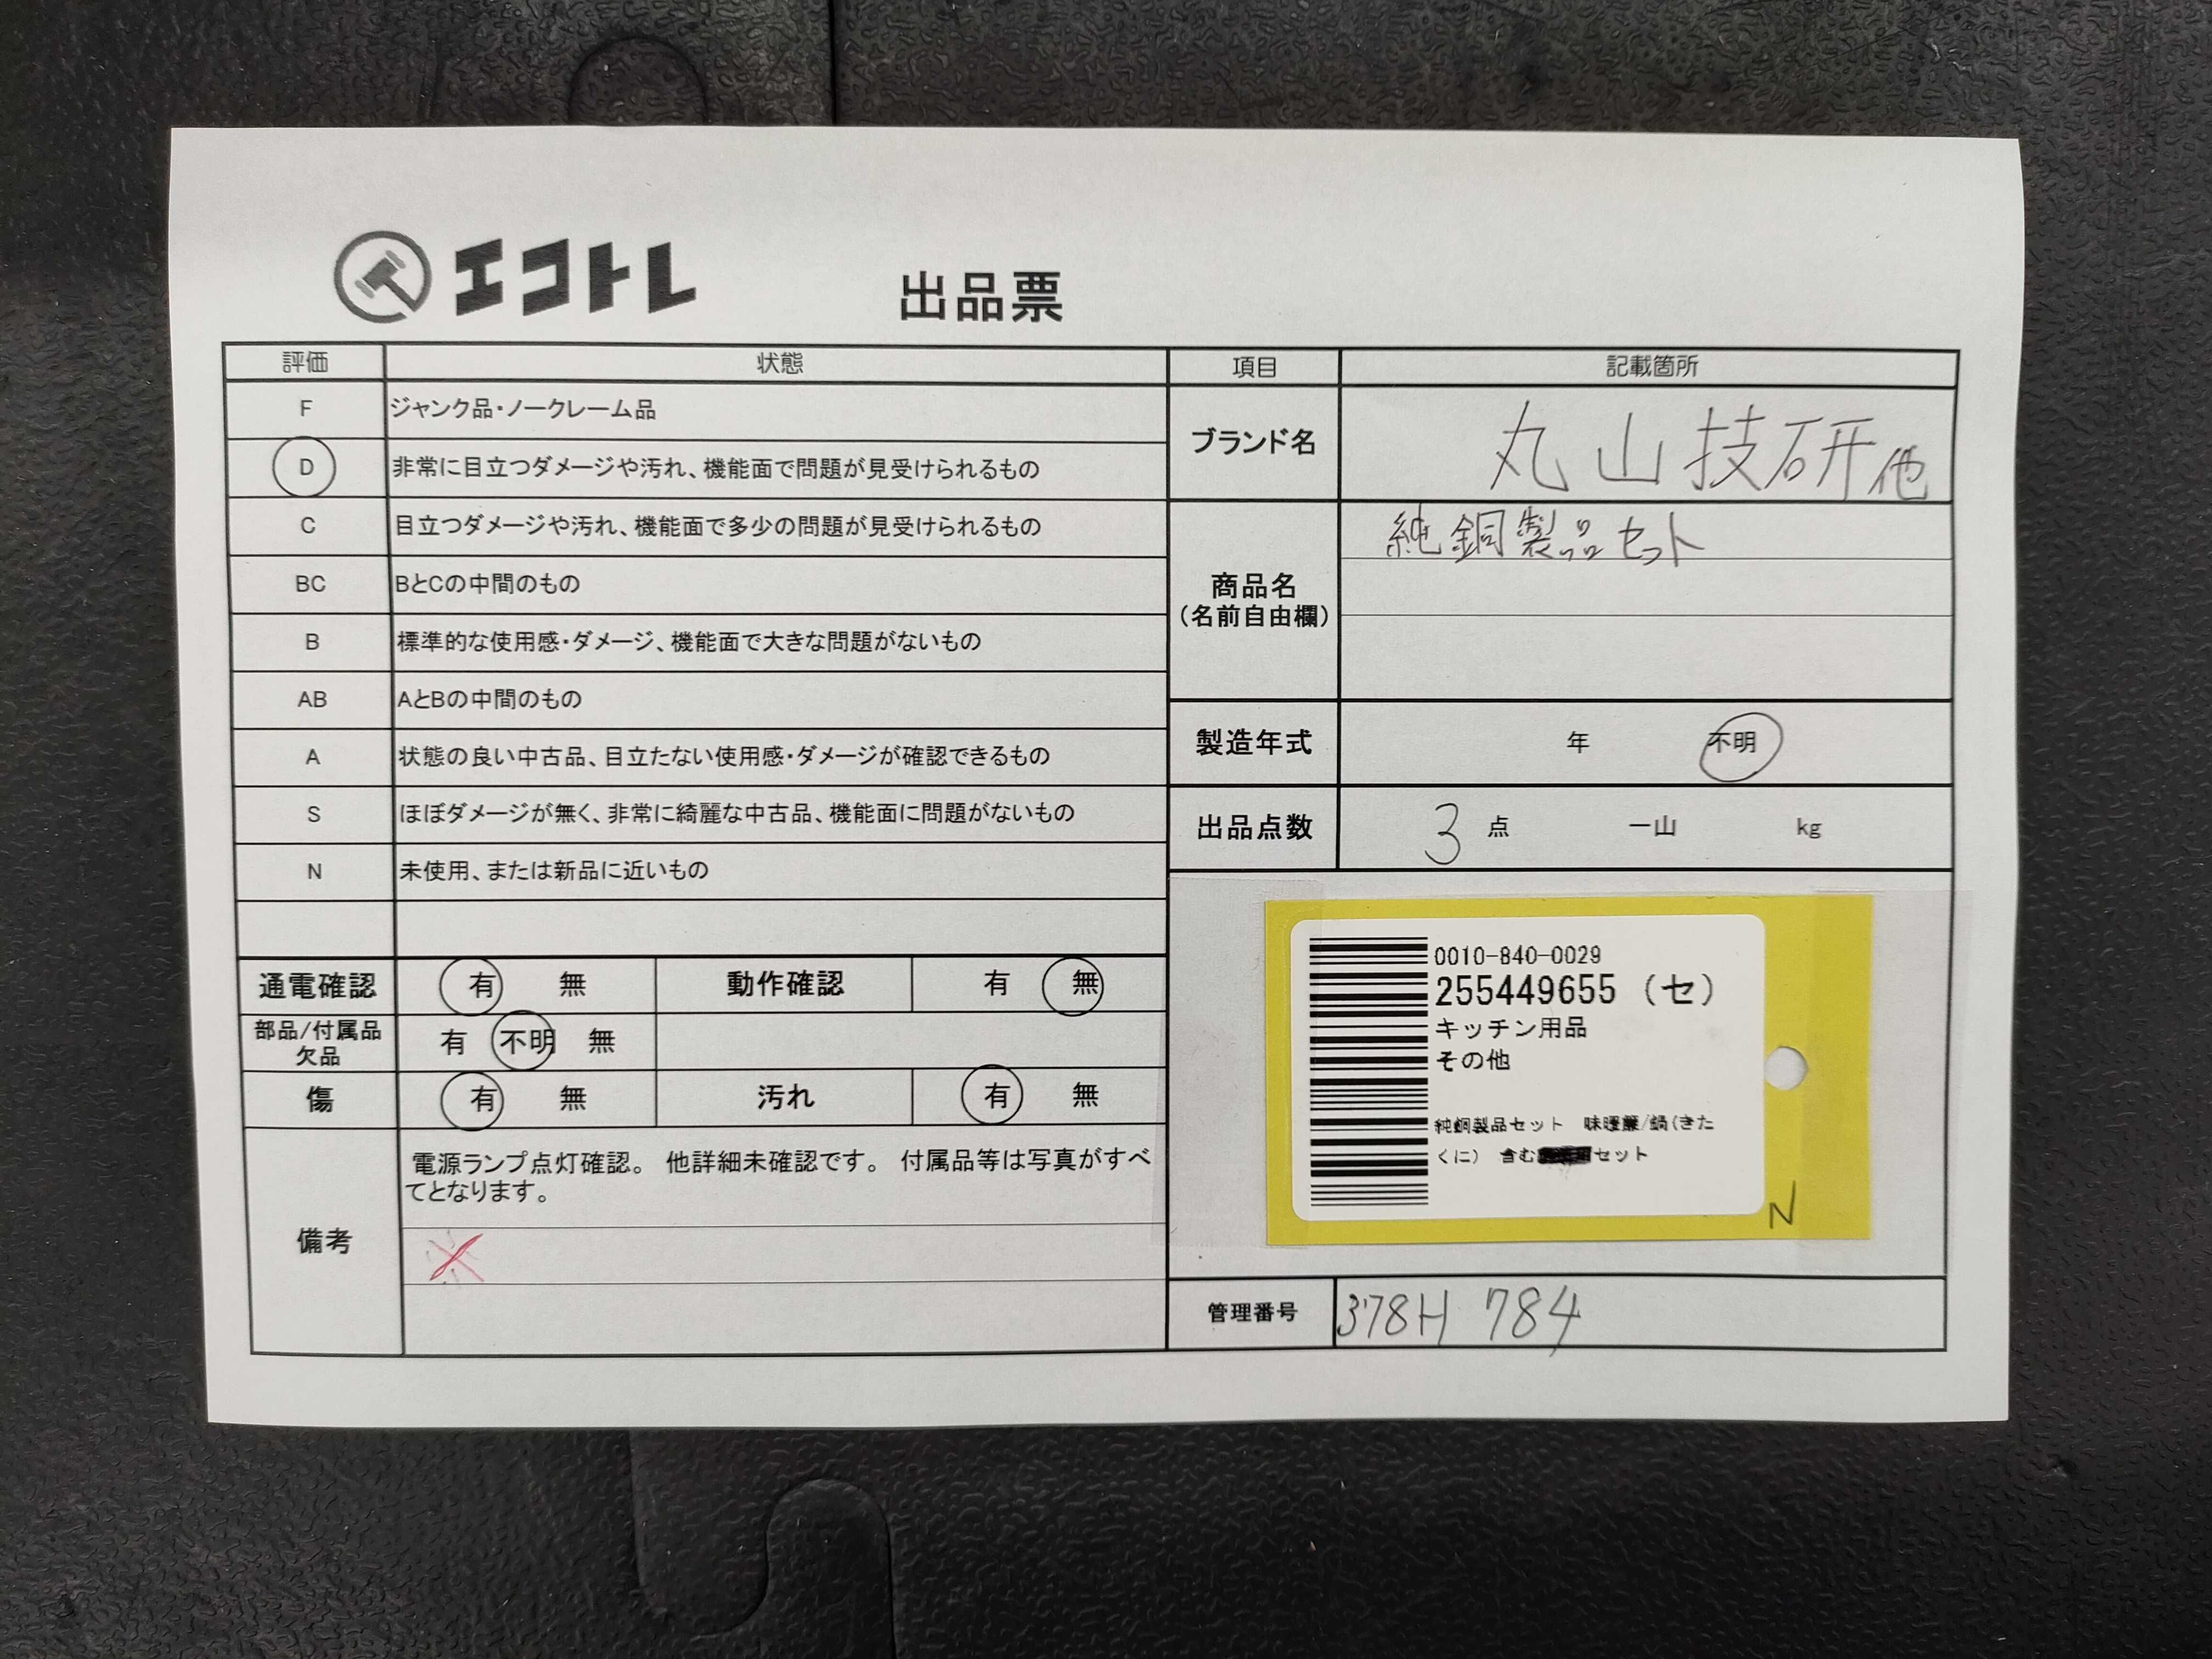 エコトレ
出品票
評価 状態
F ジャンク品・ノークレーム品
D 非常に目立つダメージや汚れ、機能面で問題が見受けられるもの
C 目立つダメージや汚れ、機能面で多少の問題が見受けられるもの
BC BとCの中間のもの
B 標準的な使用感・ダメージ、機能面で大きな問題がないもの
AB AとBの中間のもの
A 状態の良い中古品、目立たない使用感・ダメージが確認できるもの
S ほぼダメージが無く、非常に綺麗な中古品、機能面に問題がないもの
N 未使用、または新品に近いもの
通電確認 有 無 動作確認 有 無
部品/付属品
欠品 有 不明 無
傷 有 無 汚れ 有 無
備考
電源ランプ点灯確認。 他詳細未確認です。 付属品等は写真がすべ
てとなります。
※
項目 記載箇所
ブランド名 丸山技研他
商品名
(名前自由欄)
純銅製品セット
製造年式 年 不明
出品点数 3 点 一山 kg
0010-840-0029
255449655 (セ)
キッチン用品
その他
純銅製品セット 味暖簾/鍋(きた
くに) 含む セット
N
管理番号 378H 784